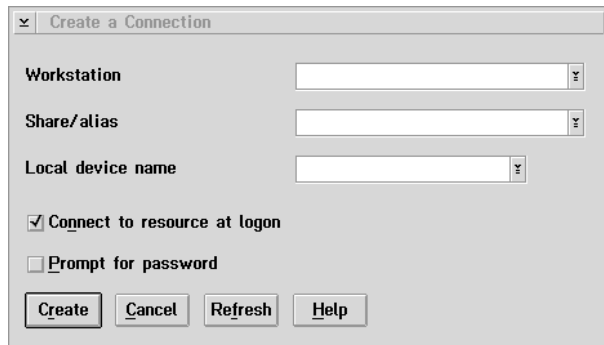 Create a Connection
Workstation
Share/alias
Local device name
Connect to resource at logon
Prompt for password
Create Cancel Refresh Help